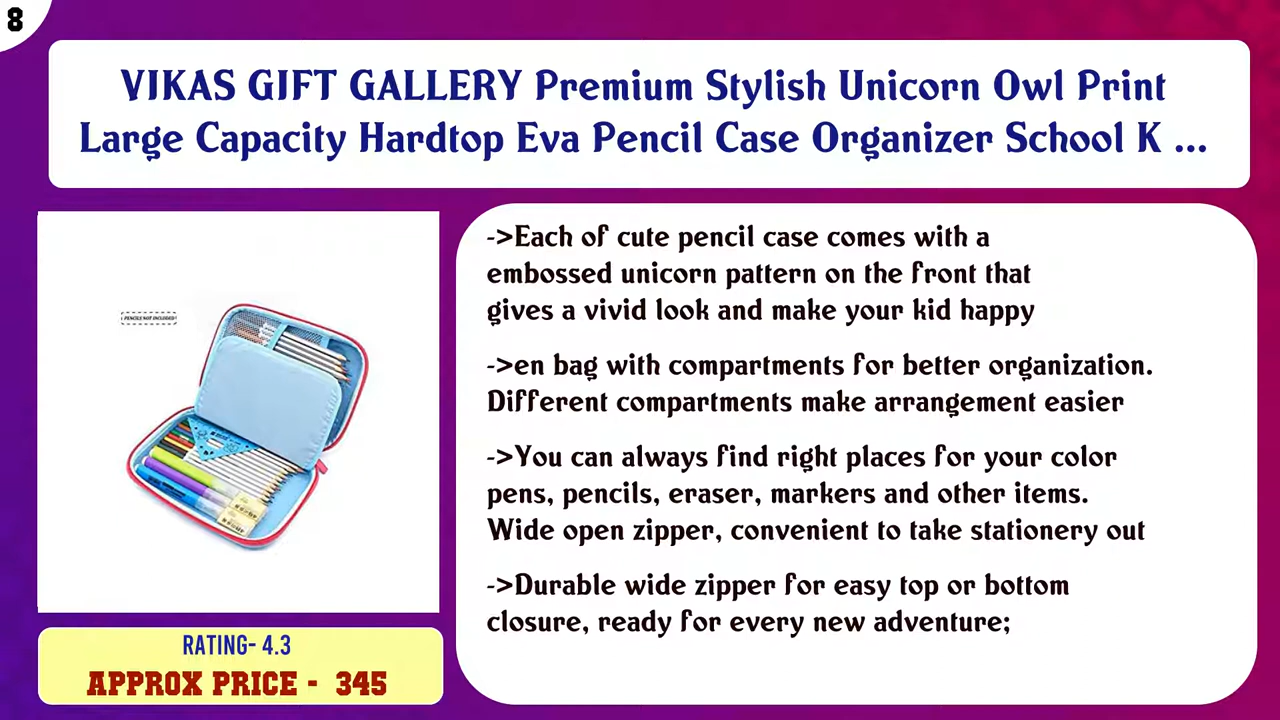 8
VIKAS GIFT GALLERY Premium Stylish Unicorn Owl Print
Large Capacity Hardtop Eva Pencil Case Organizer School K ...
->Each of cute pencil case comes with a
embossed unicorn pattern on the front that
gives a vivid look and make your kid happy
->en bag with compartments for better organization.
Different compartments make arrangement easier
->You can always find right places for your color
pens, pencils, eraser, markers and other items.
Wide open zipper, convenient to take stationery out
->Durable wide zipper for easy top or bottom
closure, ready for every new adventure;
PENCILS NOT INCLUDED
RATING- 4.3
APPROX PRICE - 345